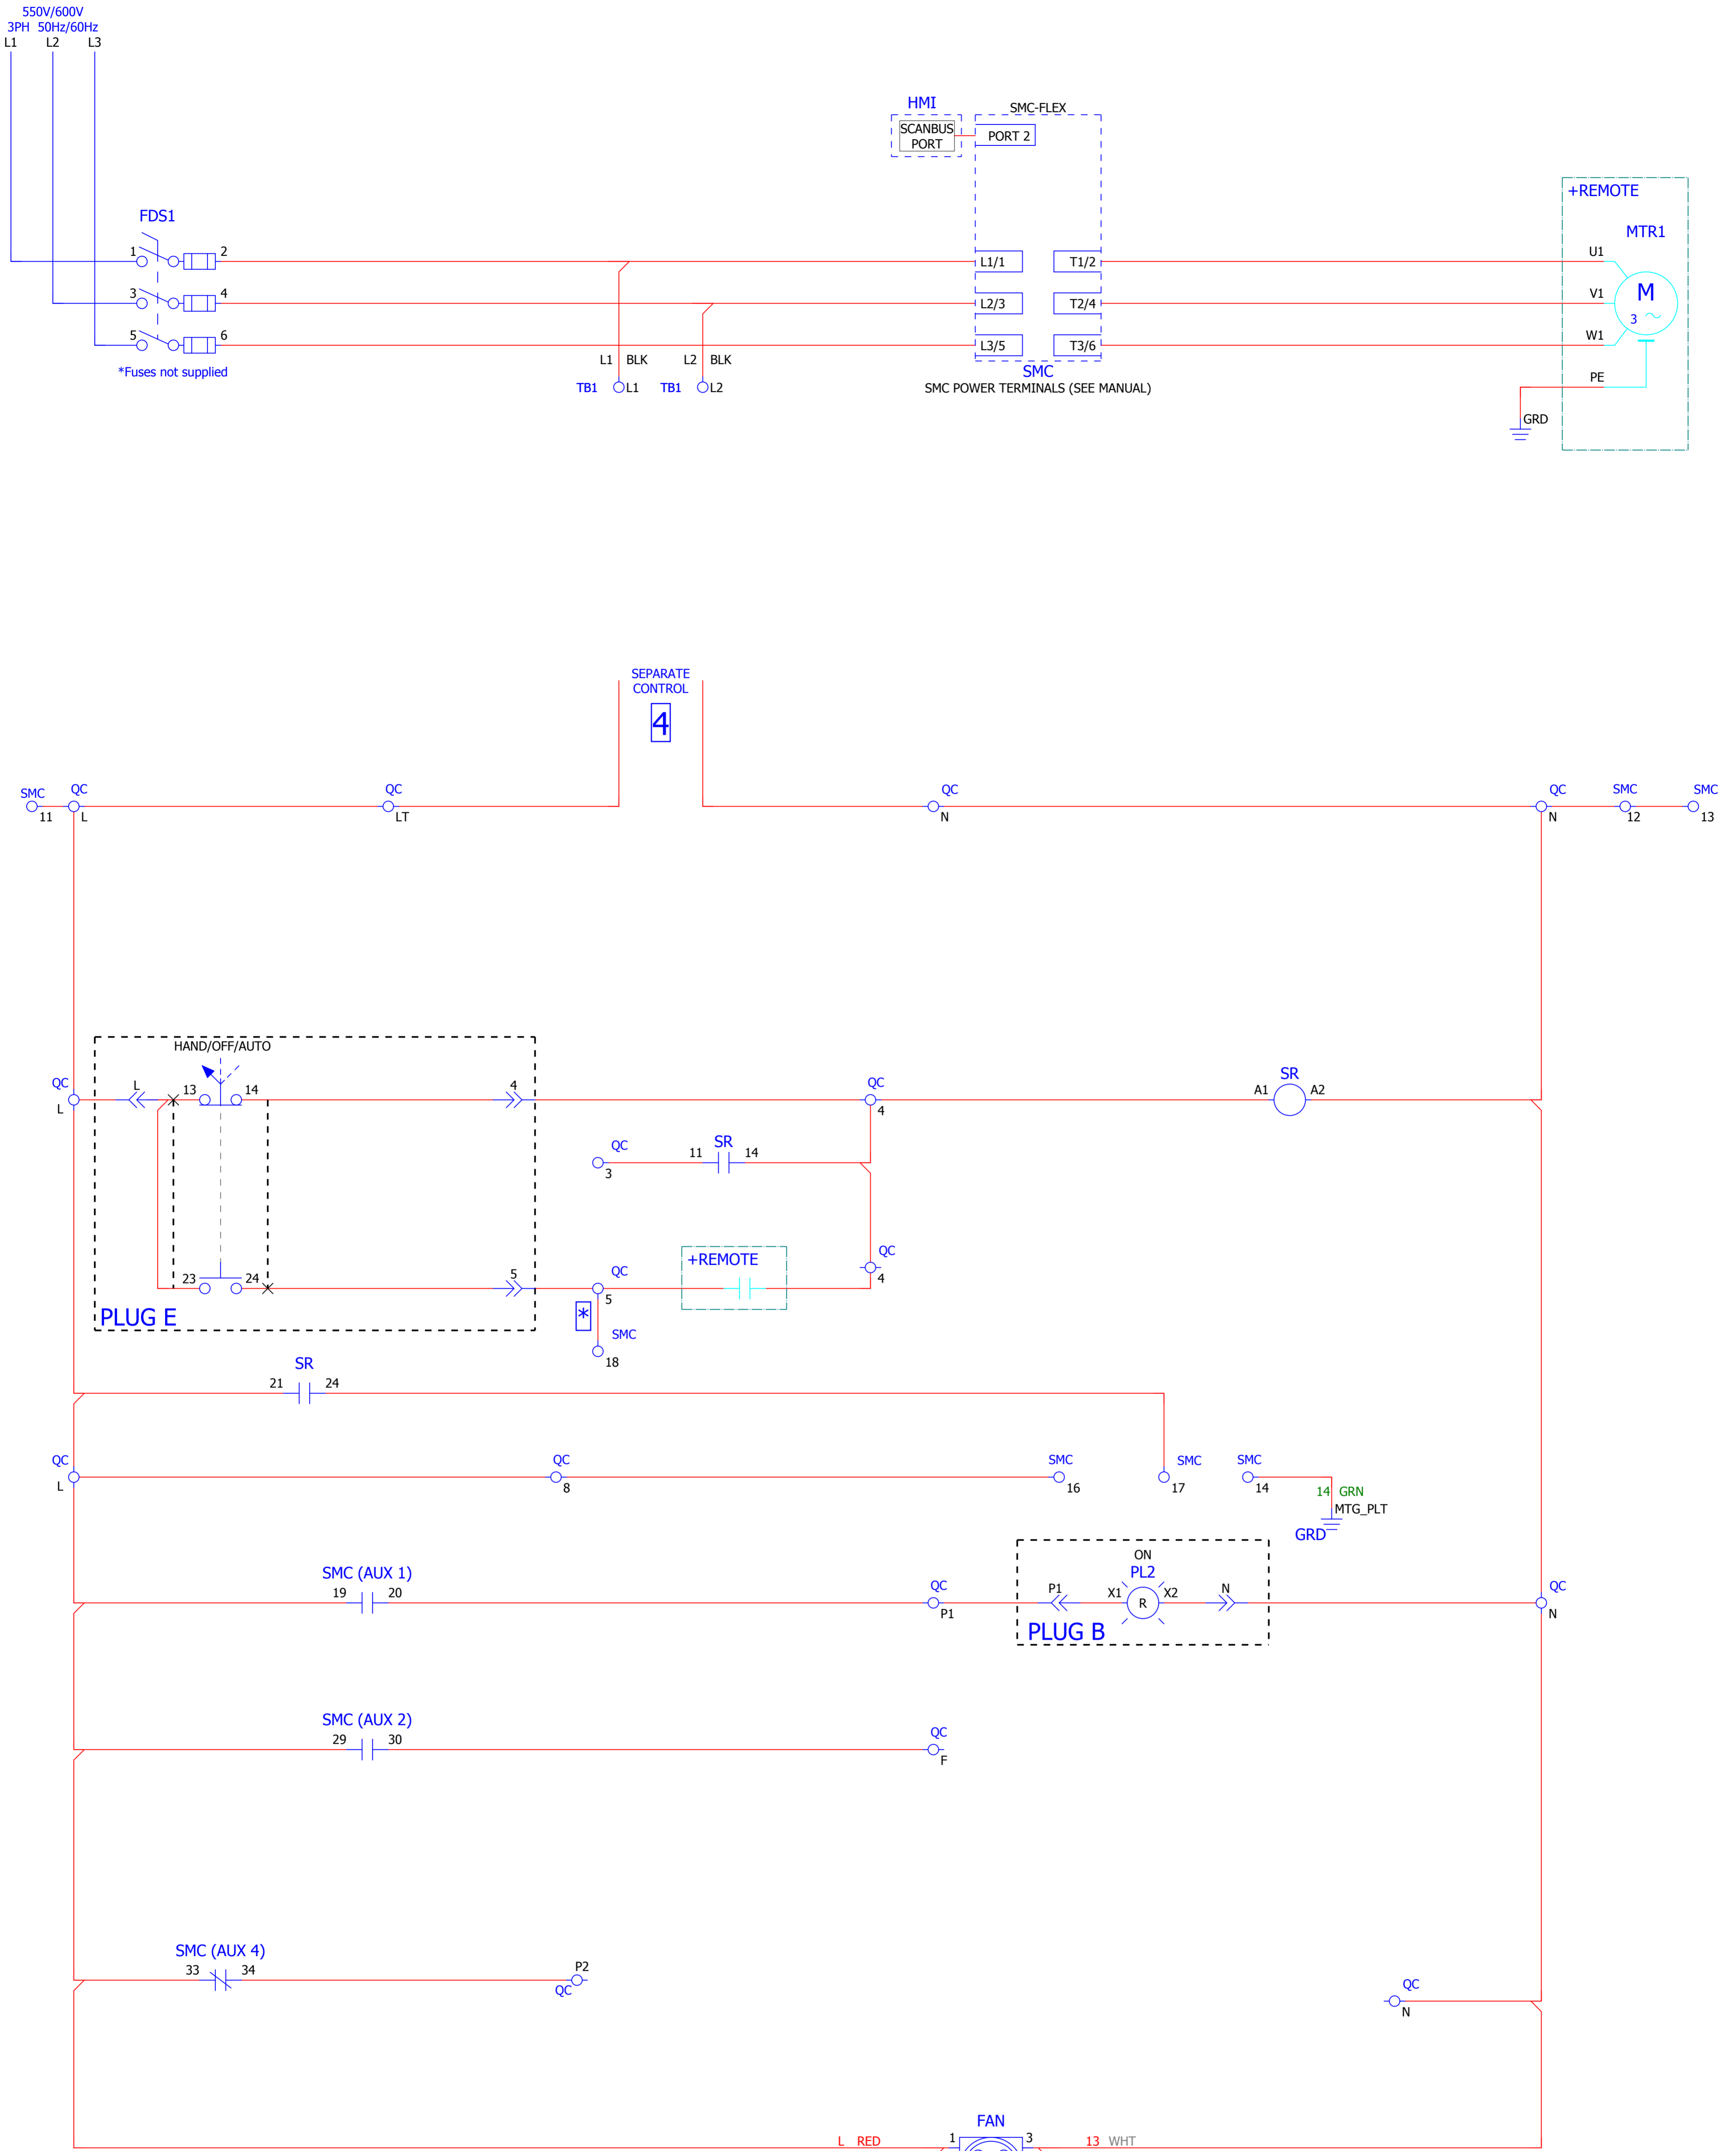 550V/600V
3PH 50Hz/60Hz
L1 L2 L3
HMI
SMC-FLEX
SCANBUS
PORT
PORT 2
+REMOTE
FDS1
MTR1
1 2
L1/1 T1/2
U1
3 4
L2/3 T2/4
V1
M
3
5 6
L3/5 T3/6
W1
*Fuses not supplied
L1 BLK L2 BLK
SMC
PE
TB1 L1 TB1 L2
SMC POWER TERMINALS (SEE MANUAL)
GRD
SEPARATE
CONTROL
4
SMC QC QC QC QC SMC SMC
11 L LT N N 12 13
HAND/OFF/AUTO
QC L 13 14 4 QC SR
A1 A2
L 4
QC 11 SR 14
3
+REMOTE QC
4
23 24 5 QC
5
PLUG E
*
SMC
18
SR
21 24
QC QC SMC SMC SMC
L 8 16 17 14
14 GRN
MTG_PLT
GRD
ON
SMC (AUX 1) PL2
19 20 QC P1 X1 R X2 N QC
P1 N
PLUG B
SMC (AUX 2)
29 30 QC
F
SMC (AUX 4)
33 34 P2
QC
QC
N
FAN
L RED 1 3 13 WHT